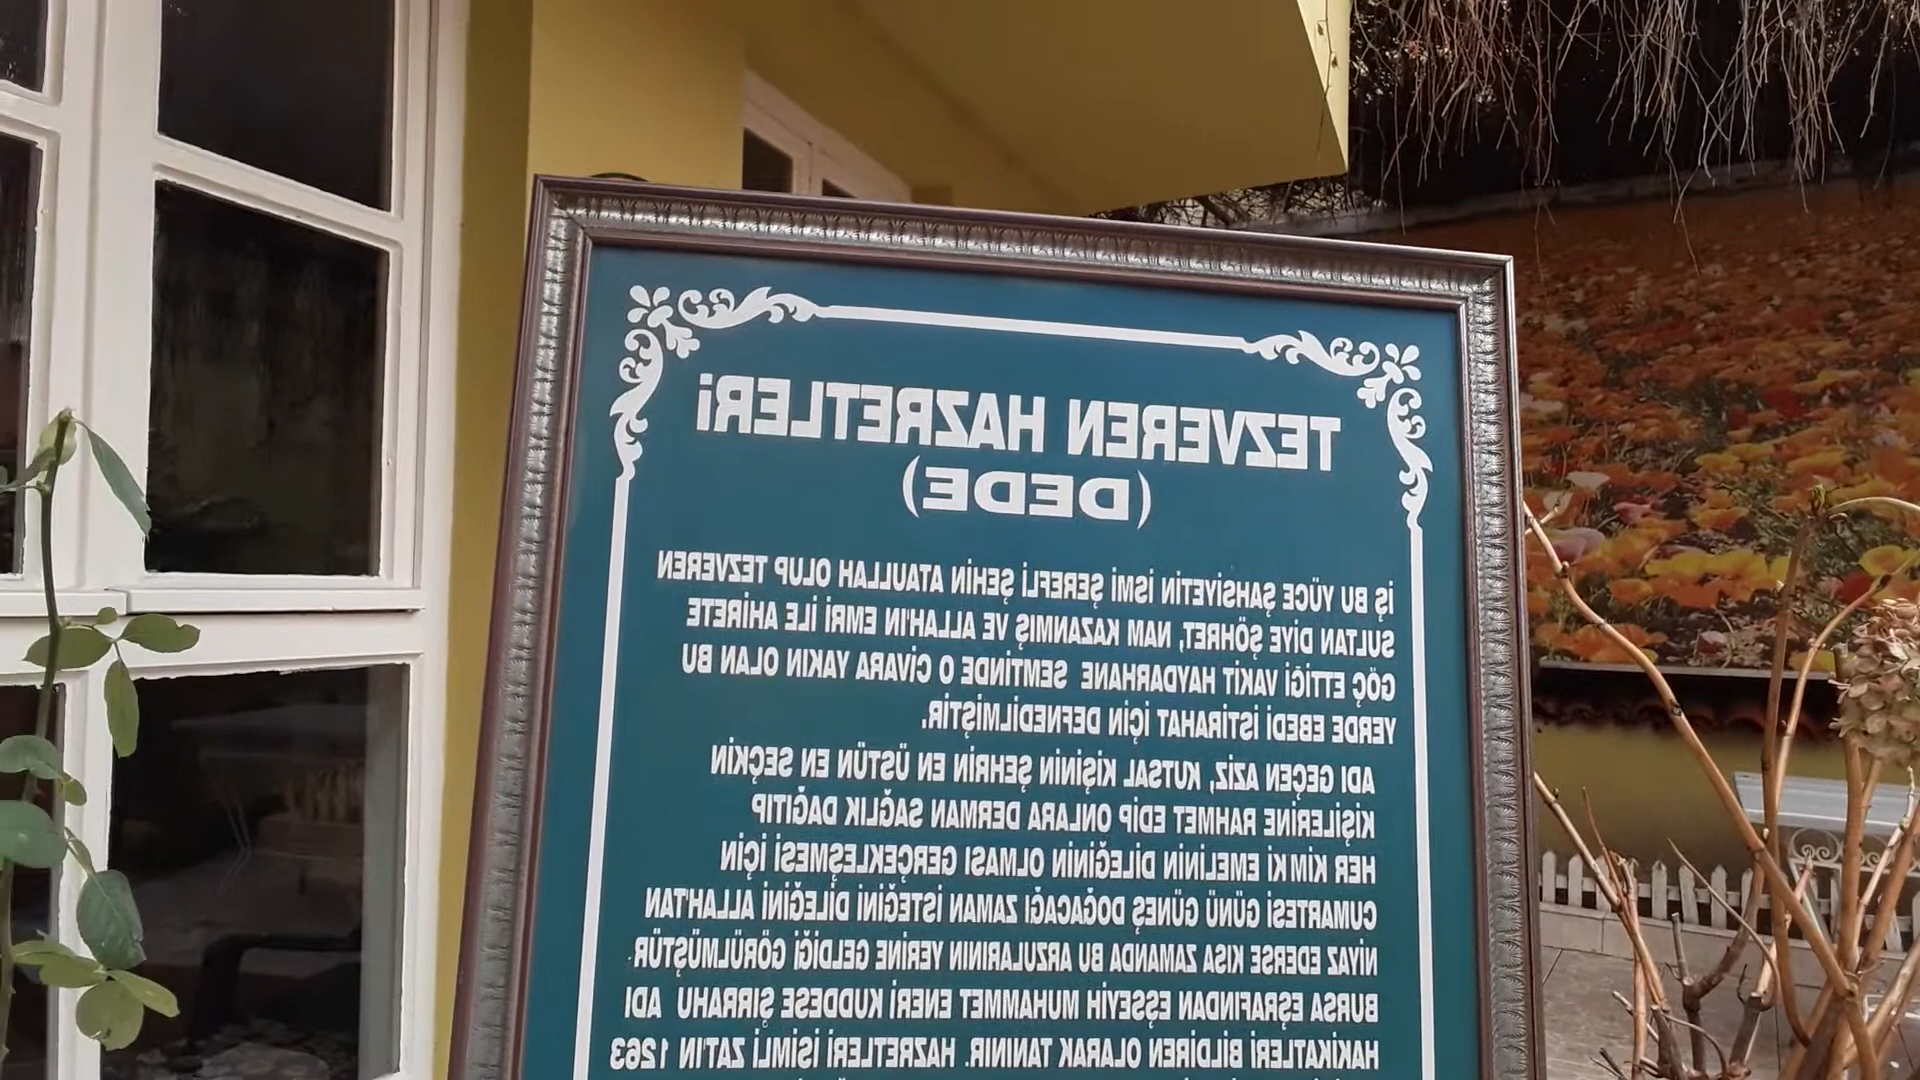 TEZVEREN HAZRETLERİ
(DEDE)
İŞ BU YÜCE ŞAHSİYETİN İSMİ ŞEREFLİ ŞEHİN ATAULLAH OLUP TEZVEREN
SULTAN DİYE ŞÖHRET, NAM KAZANMIŞ VE ALLAH'IN EMRİ İLE AHİRETE
GÖÇ ETTİĞİ VAKİT HAYDARHANE SEMTİNDE O CİVARA YAKIN OLAN BU
YERDE EBEDİ İSTİRAHAT İÇİN DEFNEDİLMİŞTİR.
ADI GEÇEN AZİZ, KUTSAL KİŞİNİN ŞEHRİN EN ÜSTÜN EN SEÇKİN
KİŞİLERİNE RAHMET EDİP ONLARA DERMAN SAĞLIK DAĞITIP
HER KİM Kİ EMELİNİN DİLEĞİNİN OLMASI GERÇEKLEŞMESİ İÇİN
CUMARTESİ GÜNÜ GÜNEŞ DOĞACAĞI ZAMAN İSTEĞİNİ DİLEĞİNİ ALLAH'TAN
NİYAZ EDERSE KISA ZAMANDA BU ARZULARININ YERİNE GELDİĞİ GÖRÜLMÜŞTÜR.
BURSA EŞRAFINDAN EŞŞEYİH MUHAMMET ENERİ KUDDESE ŞIRRAHU ADI
HAKİKATLERİ BİLDİREN OLARAK TANINIR. HAZRETLERİ İSİMLİ ZAT'IN 1263